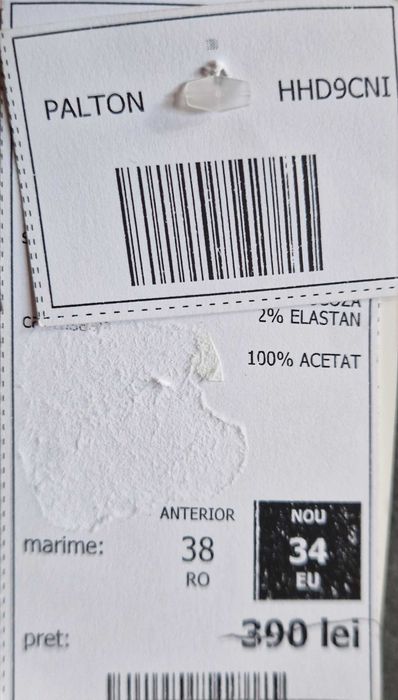 PALTON HHD9CNI
2% ELASTAN
100% ACETAT
ANTERIOR NOU
marime: 38 34
RO EU
pret: 390 lei